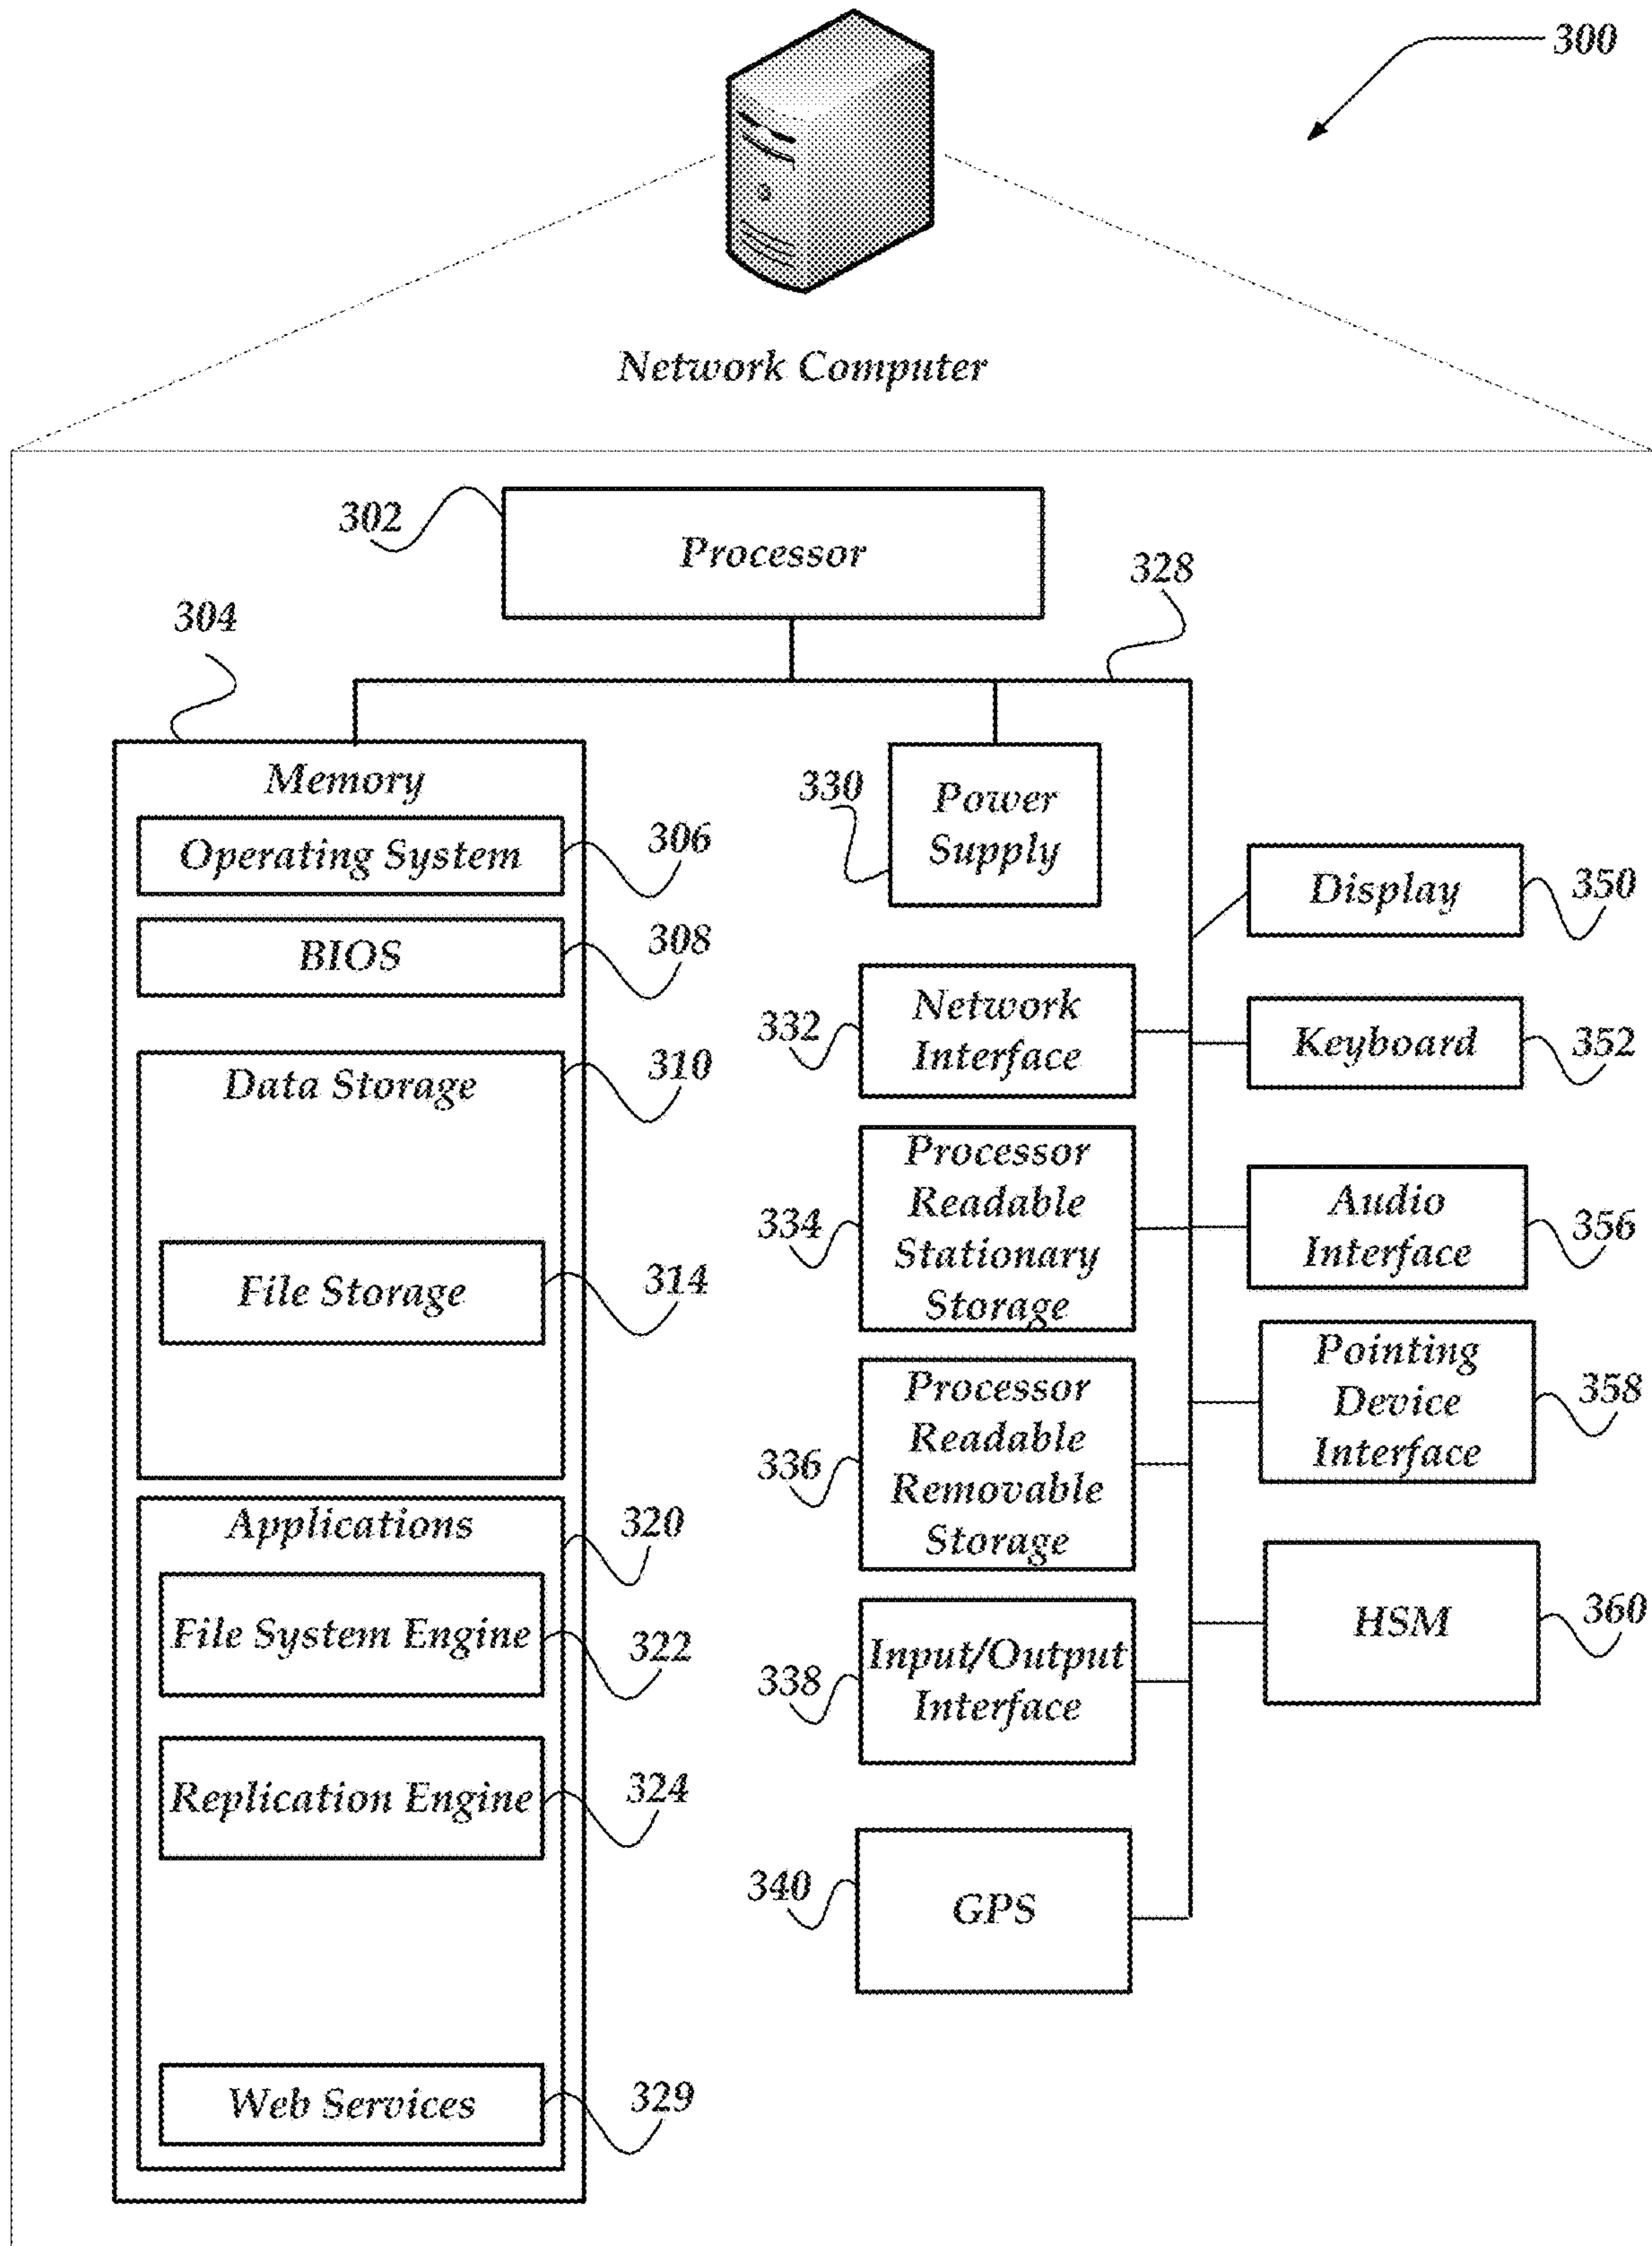 300
Network Computer
302
Processor
328
304
Memory
Operating System
306
BIOS
308
Data Storage
310
File Storage
314
Applications
320
File System Engine
322
Replication Engine
324
Web Services
329
330
Power
Supply
332
Network
Interface
334
Processor
Readable
Stationary
Storage
336
Processor
Readable
Removable
Storage
338
Input/Output
Interface
340
GPS
Display
350
Keyboard
352
Audio
Interface
356
Pointing
Device
Interface
358
HSM
360